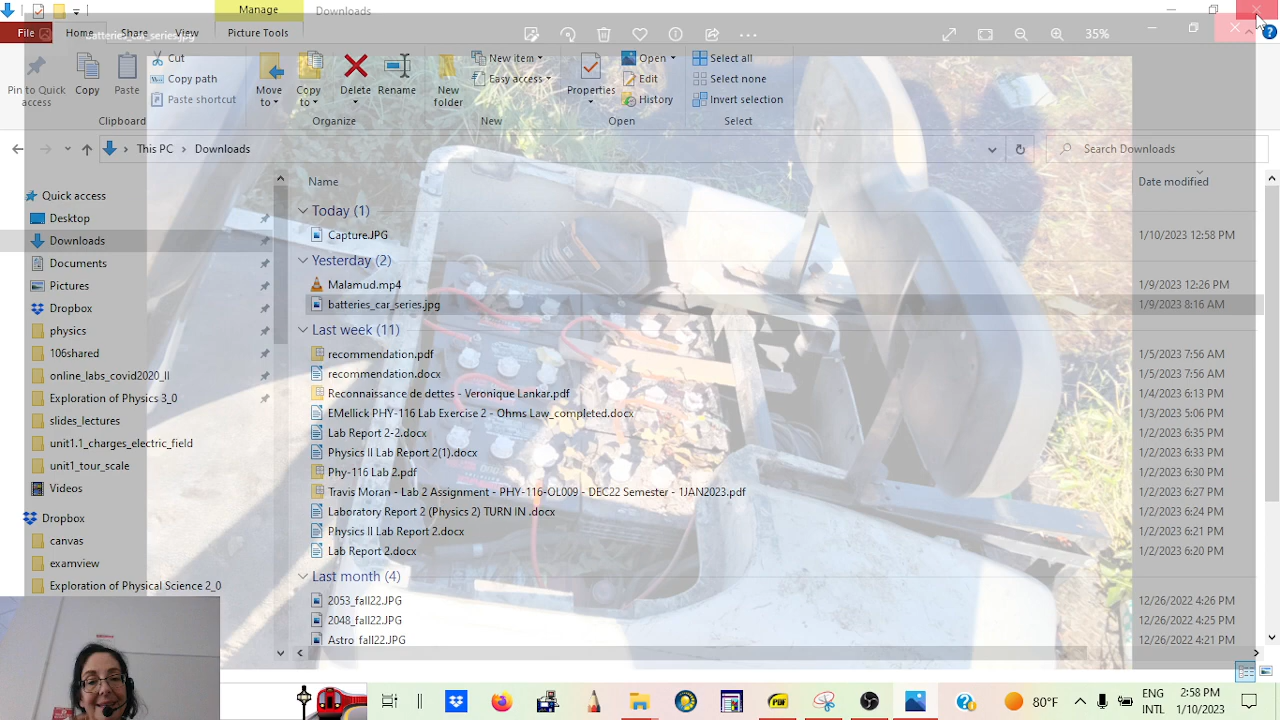 Manage
Downloads
File
Home
Share
View
Picture Tools
batteries_car_series.jpg
35%
Pin to Quick access
Copy
Paste
Cut
Copy path
Paste shortcut
Clipboard
Move to
Copy to
Delete
Rename
Organize
New folder
New item
Easy access
New
Properties
Open
Edit
History
Open
Select all
Select none
Invert selection
Select
This PC
Downloads
Search Downloads
Name
Date modified
Quick access
Desktop
Downloads
Documents
Pictures
Dropbox
physics
106shared
online_labs_covid2020_II
Exploration of Physics 3_0
slides_lectures
unit1.1_charges_electric_field
unit1_tour_scale
Videos
Dropbox
canvas
examview
Exploration of Physical Science 2_0
Today (1)
Capture.JPG 1/10/2023 12:58 PM
Yesterday (2)
Malamud.mp4 1/9/2023 12:26 PM
batteries_car_series.jpg 1/9/2023 8:16 AM
Last week (11)
recommendation.pdf 1/5/2023 7:56 AM
recommendation.docx 1/5/2023 7:56 AM
Reconnaissance de dettes - Veronique Lankar.pdf 1/4/2023 6:13 PM
EMellick PHY-116 Lab Exercise 2 - Ohms Law_completed.docx 1/3/2023 5:06 PM
Lab Report 2-2.docx 1/2/2023 6:35 PM
Physics II Lab Report 2(1).docx 1/2/2023 6:33 PM
Phy-116 Lab 2.pdf 1/2/2023 6:30 PM
Travis Moran - Lab 2 Assignment - PHY-116-OL009 - DEC22 Semester - 1JAN2023.pdf 1/2/2023 6:27 PM
Laboratory Report 2 (Physics 2) TURN IN .docx 1/2/2023 6:24 PM
Physics II Lab Report 2.docx 1/2/2023 6:21 PM
Lab Report 2.docx 1/2/2023 6:20 PM
Last month (4)
2053_fall22.JPG 12/26/2022 4:26 PM
2048_fall22.JPG 12/26/2022 4:25 PM
Astro_fall22.JPG 12/26/2022 4:21 PM
PDF
80°F
ENG
INTL
2:58 PM
1/10/2023